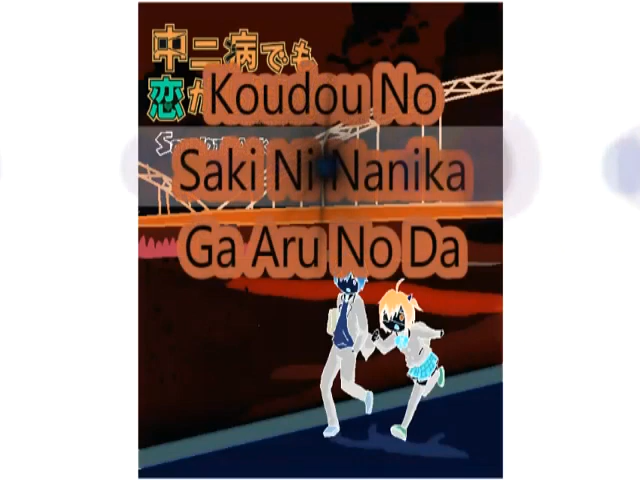 中二病でも
恋が
Koudou No
Saki Ni Nanika
Ga Aru No Da